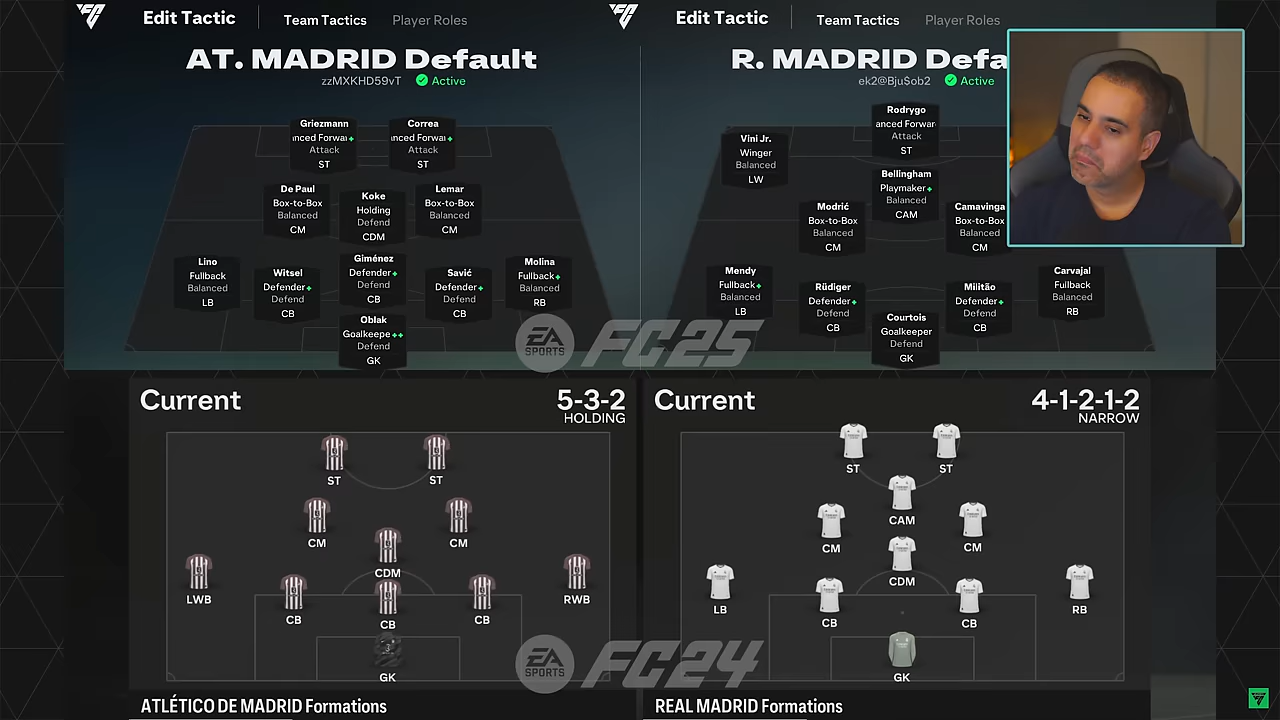 Edit Tactic
Team Tactics
Player Roles
AT. MADRID Default
zzMXKHD59vT
Active
Griezmann
nced Forwar+
Attack
ST
Correa
nced Forwar+
Attack
ST
De Paul
Box-to-Box
Balanced
CM
Koke
Holding
Defend
CDM
Lemar
Box-to-Box
Balanced
CM
Lino
Fullback
Balanced
LB
Witsel
Defender+
Defend
CB
Giménez
Defender+
Defend
CB
Savić
Defender+
Defend
CB
Molina
Fullback+
Balanced
RB
Oblak
Goalkeepe++
Defend
GK
Edit Tactic
Team Tactics
Player Roles
R. MADRID Defa
ek2@Bju$ob2
Active
Rodrygo
anced Forwar
Attack
ST
Vini Jr.
Winger
Balanced
LW
Bellingham
Playmaker+
Balanced
CAM
Modrić
Box-to-Box
Balanced
CM
Camavinga
Box-to-Box
Balanced
CM
Mendy
Fullback+
Balanced
LB
Rüdiger
Defender+
Defend
CB
Militão
Defender+
Defend
CB
Carvajal
Fullback
Balanced
RB
Courtois
Goalkeeper
Defend
GK
EA SPORTS FC25
Current
5-3-2
HOLDING
ST
ST
CM
CM
CDM
LWB
RWB
CB
CB
CB
GK
ATLÉTICO DE MADRID Formations
Current
4-1-2-1-2
NARROW
ST
ST
CAM
CM
CM
CDM
LB
RB
CB
CB
GK
REAL MADRID Formations
EA SPORTS FC24